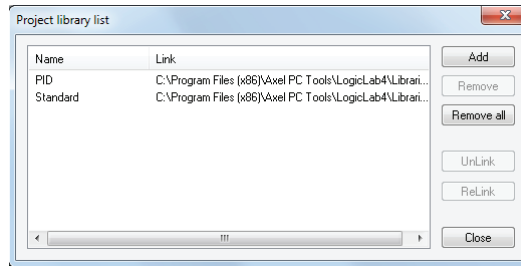 Project library list
Name Link Add
PID C:\Program Files (x86)\Axel PC Tools\LogicLab4\Librari...
Standard C:\Program Files (x86)\Axel PC Tools\LogicLab4\Librari...
Remove
Remove all
UnLink
ReLink
Close